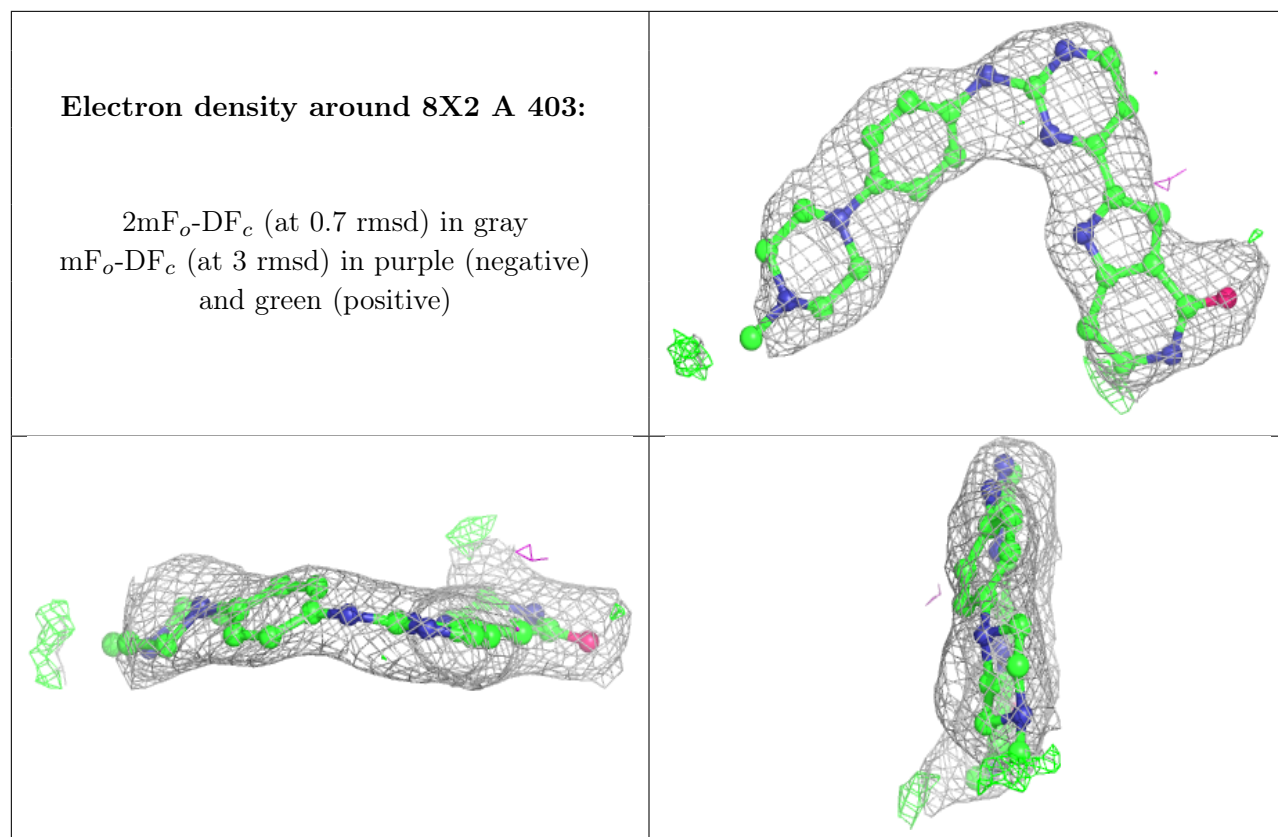 Electron density around 8X2 A 403:
2mFo-DFc (at 0.7 rmsd) in gray
mFo-DFc (at 3 rmsd) in purple (negative)
and green (positive)